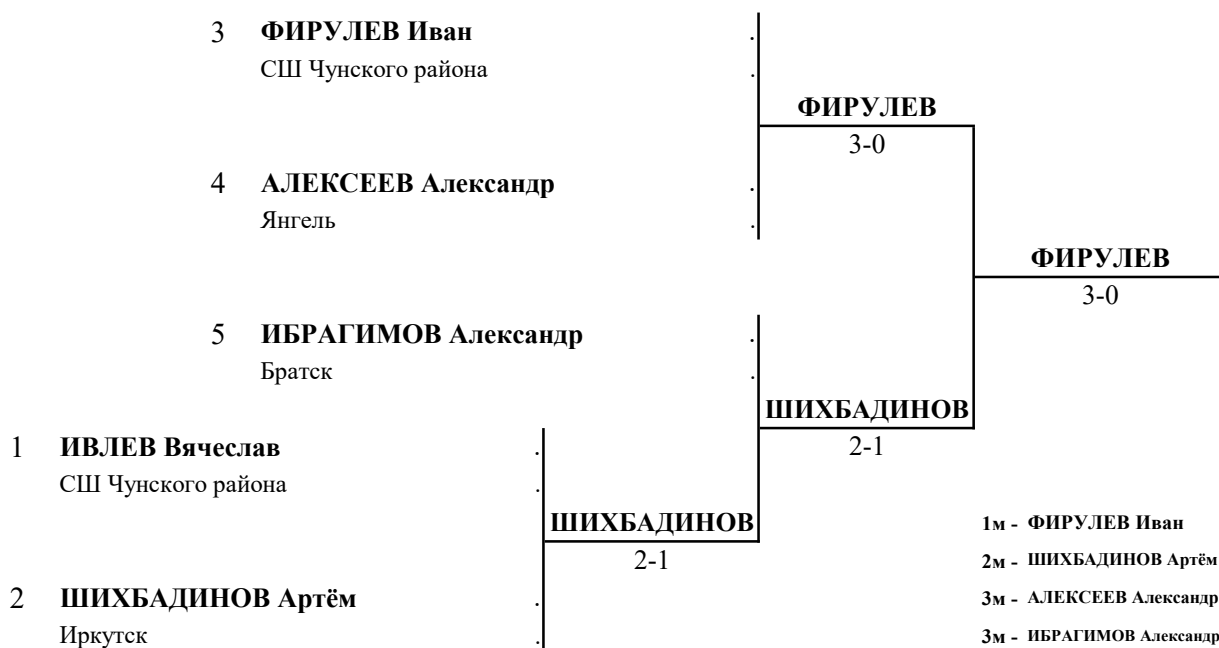 3 ФИРУЛЕВ Иван .
СШ Чунского района .
ФИРУЛЕВ
3-0
4 АЛЕКСЕЕВ Александр .
Янгель .
ФИРУЛЕВ
3-0
5 ИБРАГИМОВ Александр .
Братск .
ШИХБАДИНОВ
2-1
1 ИВЛЕВ Вячеслав .
СШ Чунского района .
ШИХБАДИНОВ
2-1
2 ШИХБАДИНОВ Артём .
Иркутск .
1м - ФИРУЛЕВ Иван
2м - ШИХБАДИНОВ Артём
3м - АЛЕКСЕЕВ Александр
3м - ИБРАГИМОВ Александр